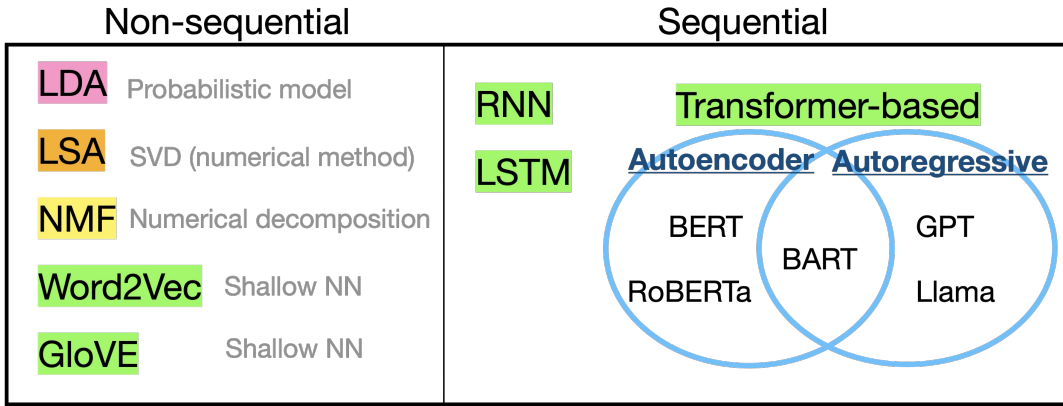 Non-sequential
Sequential
LDA Probabilistic model
LSA SVD (numerical method)
NMF Numerical decomposition
Word2Vec Shallow NN
GloVE Shallow NN
RNN
LSTM
Transformer-based
Autoencoder Autoregressive
BERT
RoBERTa
BART
GPT
Llama